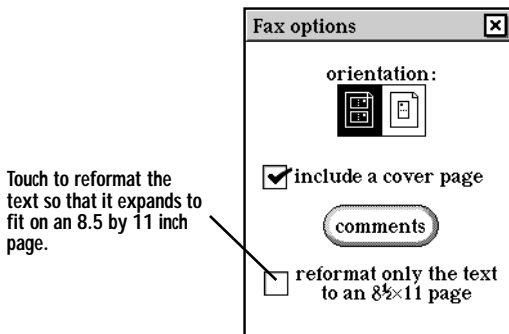 Fax options
orientation:
include a cover page
comments
reformat only the text
to an 8½×11 page
Touch to reformat the
text so that it expands to
fit on an 8.5 by 11 inch
page.